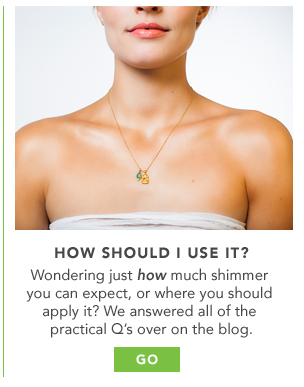 HOW SHOULD I USE IT?
Wondering just how much shimmer
you can expect, or where you should
apply it? We answered all of the
practical Q's over on the blog.
GO